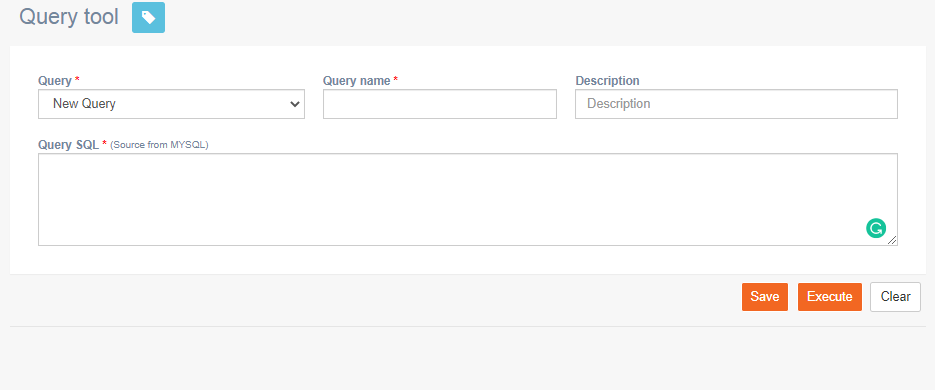 Query tool
Query * Query name * Description
New Query Description
Query SQL * (Source from MYSQL)
Save Execute Clear